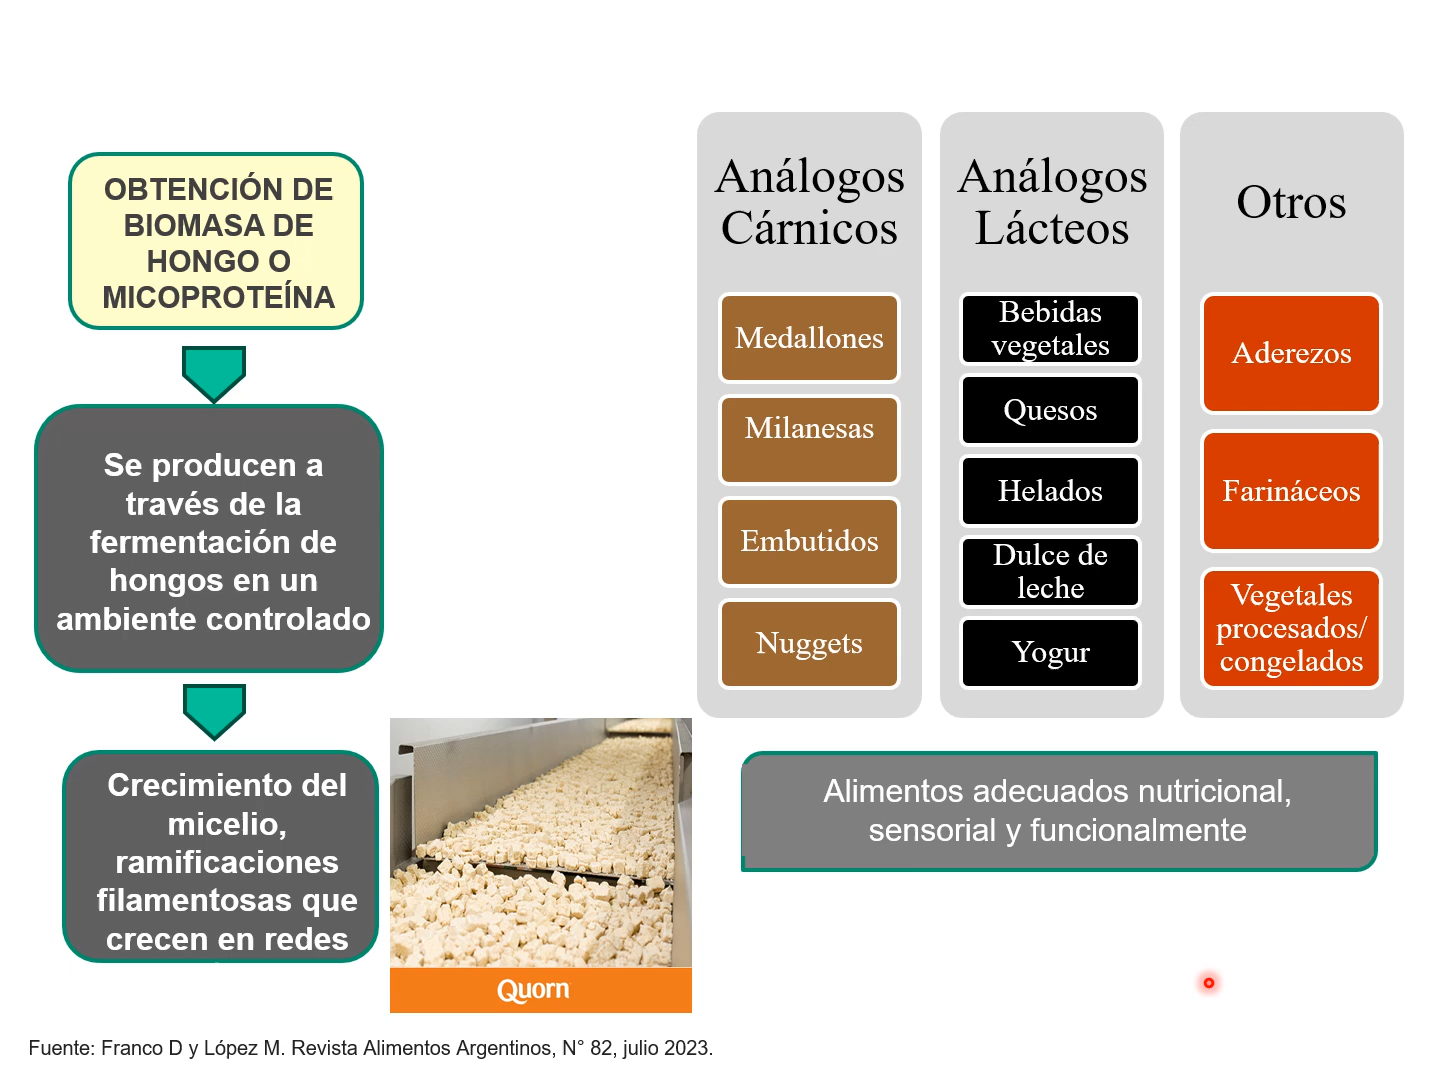 OBTENCIÓN DE
BIOMASA DE
HONGO O
MICOPROTEÍNA
Se producen a
través de la
fermentación de
hongos en un
ambiente controlado
Crecimiento del
micelio,
ramificaciones
filamentosas que
crecen en redes
Quorn
Análogos
Cárnicos
Medallones
Milanesas
Embutidos
Nuggets
Análogos
Lácteos
Bebidas
vegetales
Quesos
Helados
Dulce de
leche
Yogur
Otros
Aderezos
Farináceos
Vegetales
procesados/
congelados
Alimentos adecuados nutricional,
sensorial y funcionalmente
Fuente: Franco D y López M. Revista Alimentos Argentinos, N° 82, julio 2023.